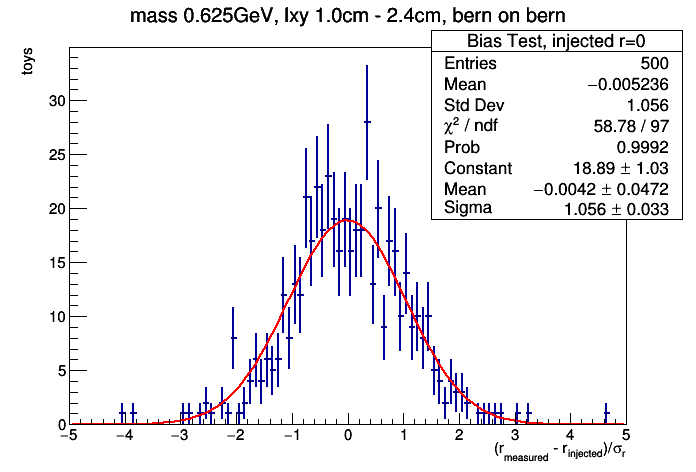 mass 0.625GeV, lxy 1.0cm - 2.4cm, bern on bern
Bias Test, injected r=0
Entries 500
Mean −0.005236
Std Dev 1.056
χ² / ndf 58.78 / 97
Prob 0.9992
Constant 18.89 ± 1.03
Mean −0.0042 ± 0.0472
Sigma 1.056 ± 0.033
toys
30
25
20
15
10
5
0
−5 −4 −3 −2 −1 0 1 2 3 4 5
(r_measured - r_injected)/σ_r